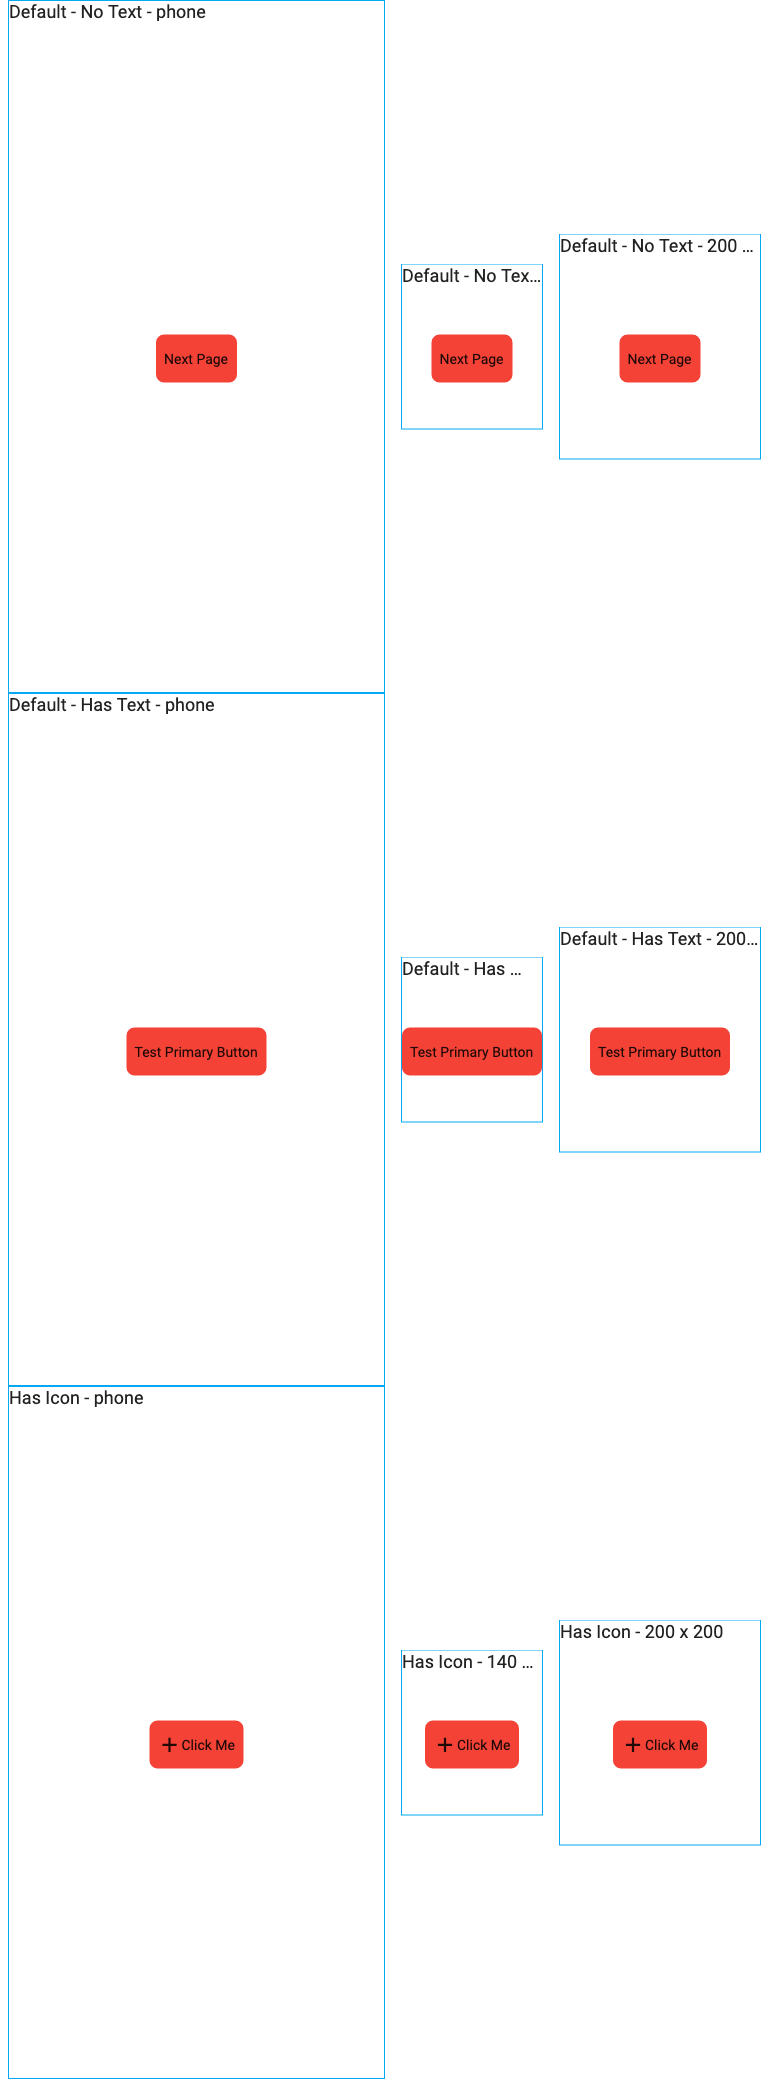 Default - No Text - phone
Default - No Tex...
Default - No Text - 200 ...
Next Page
Next Page
Next Page
Default - Has Text - phone
Default - Has ...
Default - Has Text - 200...
Test Primary Button
Test Primary Button
Test Primary Button
Has Icon - phone
Has Icon - 140 ...
Has Icon - 200 x 200
Click Me
Click Me
Click Me